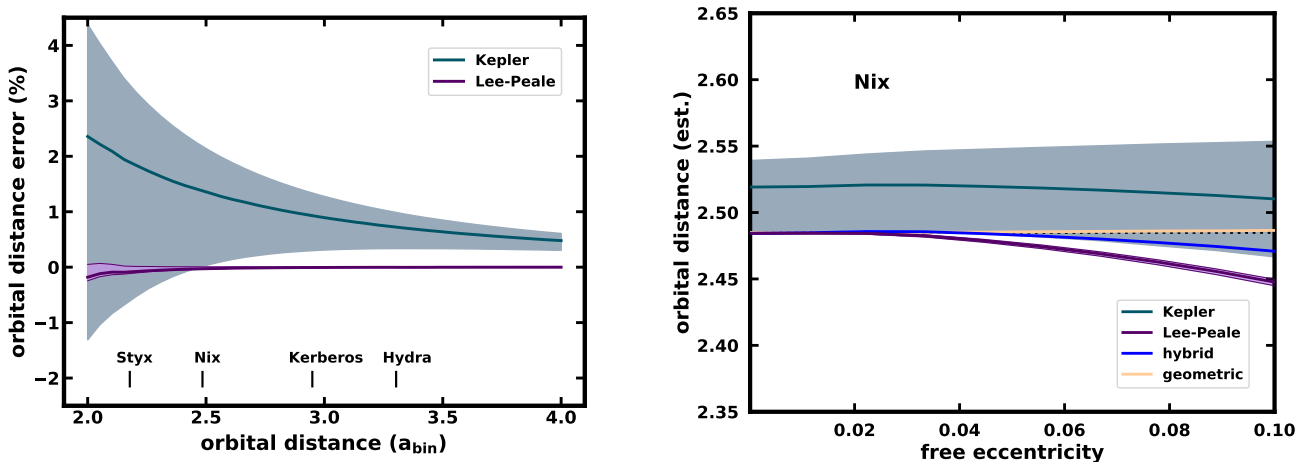 orbital distance error (%)
4
3
2
1
0
−1
−2
Kepler
Lee-Peale
Styx
Nix
Kerberos
Hydra
2.0
2.5
3.0
3.5
4.0
orbital distance (a_bin)
orbital distance (est.)
2.65
2.60
2.55
2.50
2.45
2.40
2.35
Nix
Kepler
Lee-Peale
hybrid
geometric
0.02
0.04
0.06
0.08
0.10
free eccentricity